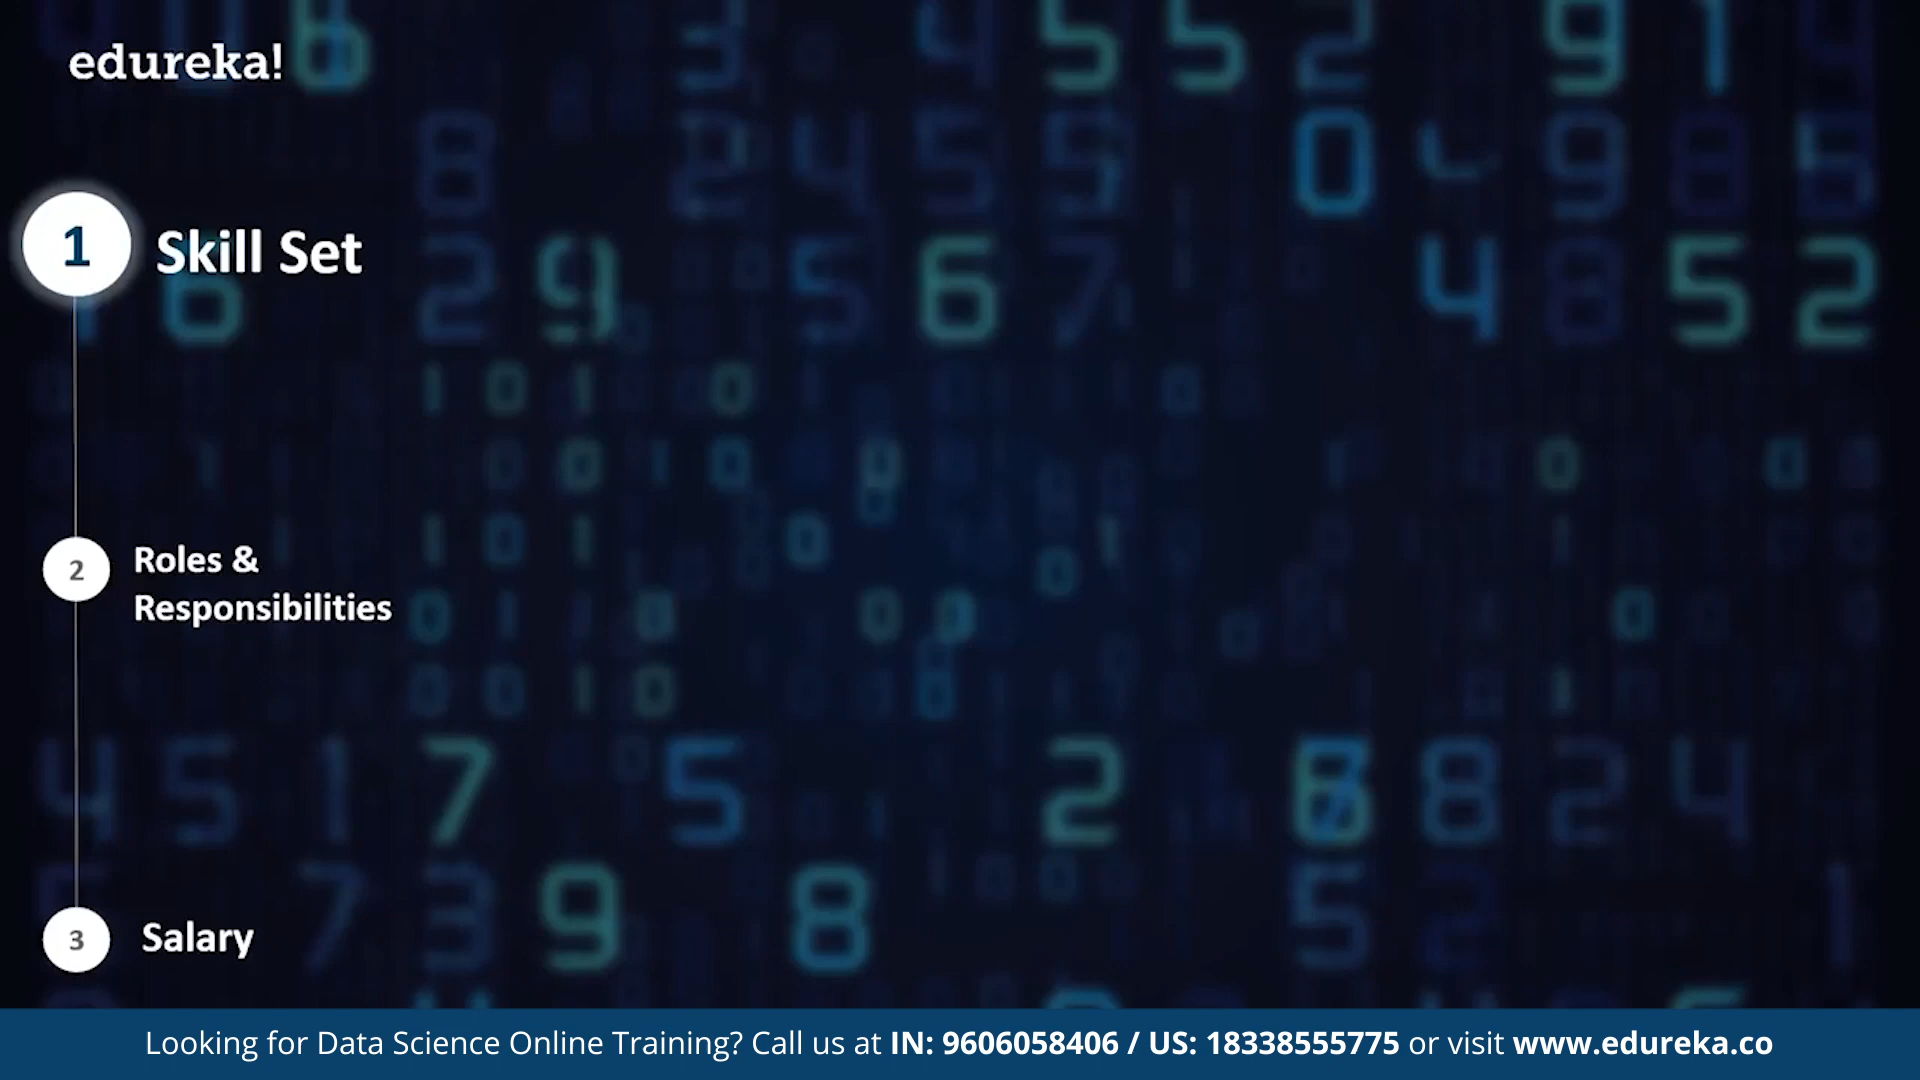 edureka!
1 Skill Set
2 Roles &
Responsibilities
3 Salary
Looking for Data Science Online Training? Call us at IN: 9606058406 / US: 18338555775 or visit www.edureka.co